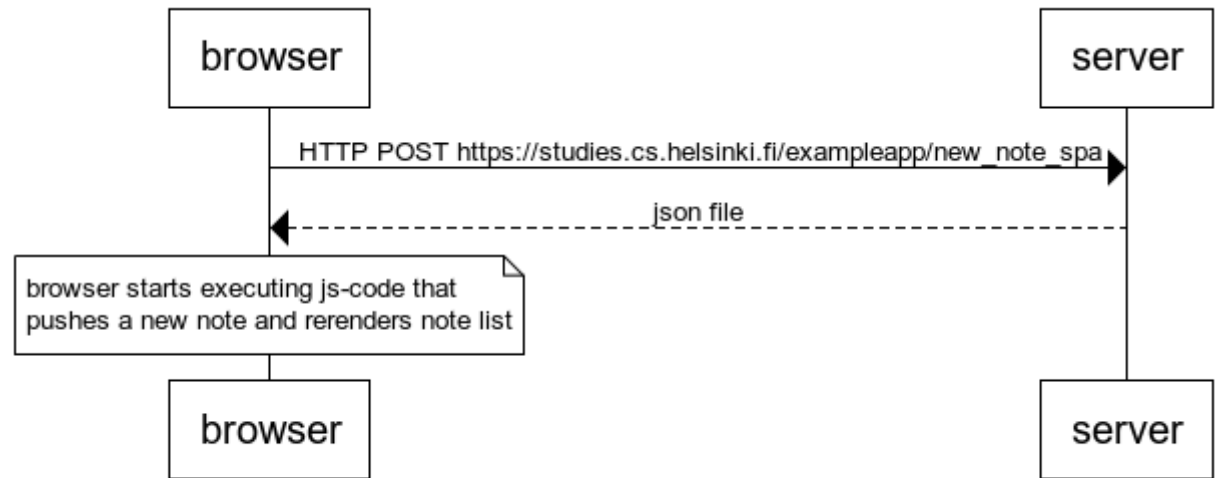 browser
server
HTTP POST https://studies.cs.helsinki.fi/exampleapp/new_note_spa
json file
browser starts executing js-code that
pushes a new note and rerenders note list
browser
server